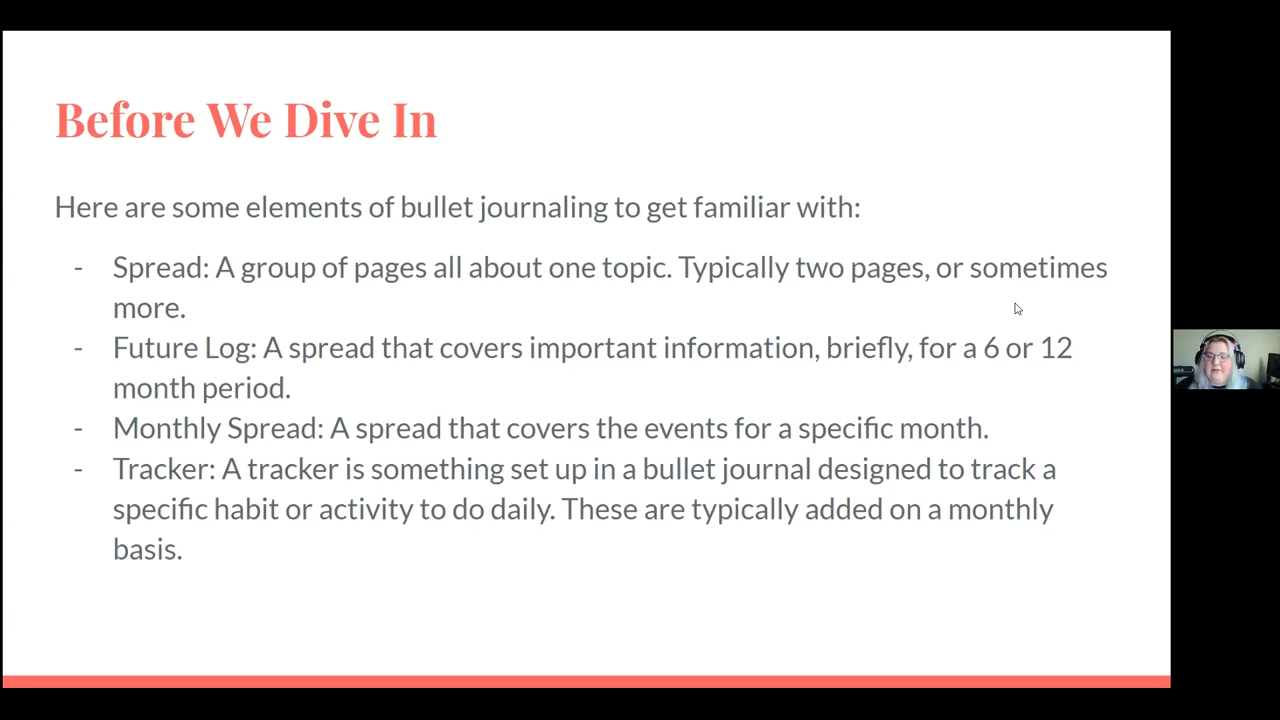 Before We Dive In
Here are some elements of bullet journaling to get familiar with:
- Spread: A group of pages all about one topic. Typically two pages, or sometimes
more.
- Future Log: A spread that covers important information, briefly, for a 6 or 12
month period.
- Monthly Spread: A spread that covers the events for a specific month.
- Tracker: A tracker is something set up in a bullet journal designed to track a
specific habit or activity to do daily. These are typically added on a monthly
basis.